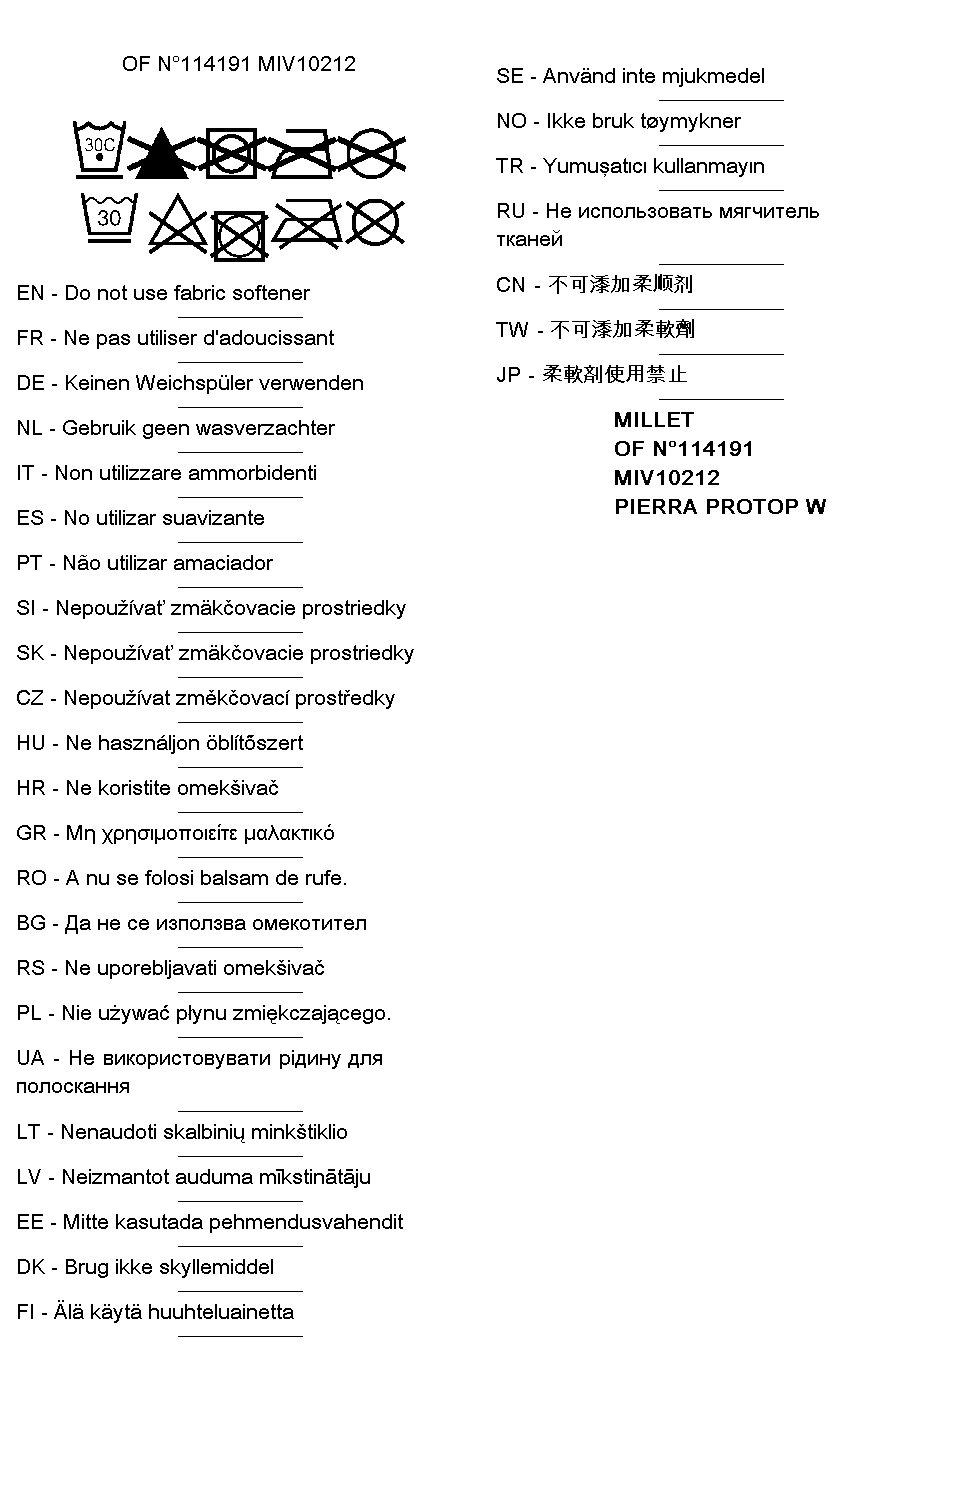 OF N°114191 MIV10212
30C
30
EN - Do not use fabric softener
FR - Ne pas utiliser d'adoucissant
DE - Keinen Weichspüler verwenden
NL - Gebruik geen wasverzachter
IT - Non utilizzare ammorbidenti
ES - No utilizar suavizante
PT - Não utilizar amaciador
SI - Nepoužívať zmäkčovacie prostriedky
SK - Nepoužívať zmäkčovacie prostriedky
CZ - Nepoužívat změkčovací prostředky
HU - Ne használjon öblítőszert
HR - Ne koristite omekšivač
GR - Μη χρησιμοποιείτε μαλακτικό
RO - A nu se folosi balsam de rufe.
BG - Да не се използва омекотител
RS - Ne uporebljavati omekšivač
PL - Nie używać płynu zmiękczającego.
UA - Не використовувати рідину для
полоскання
LT - Nenaudoti skalbinių minkštiklio
LV - Neizmantot auduma mīkstinātāju
EE - Mitte kasutada pehmendusvahendit
DK - Brug ikke skyllemiddel
FI - Älä käytä huuhteluainetta
SE - Använd inte mjukmedel
NO - Ikke bruk tøymykner
TR - Yumuşatıcı kullanmayın
RU - Не использовать мягчитель
тканей
CN - 不可漆加柔顺剂
TW - 不可漆加柔軟劑
JP - 柔軟剤使用禁止
MILLET
OF N°114191
MIV10212
PIERRA PROTOP W